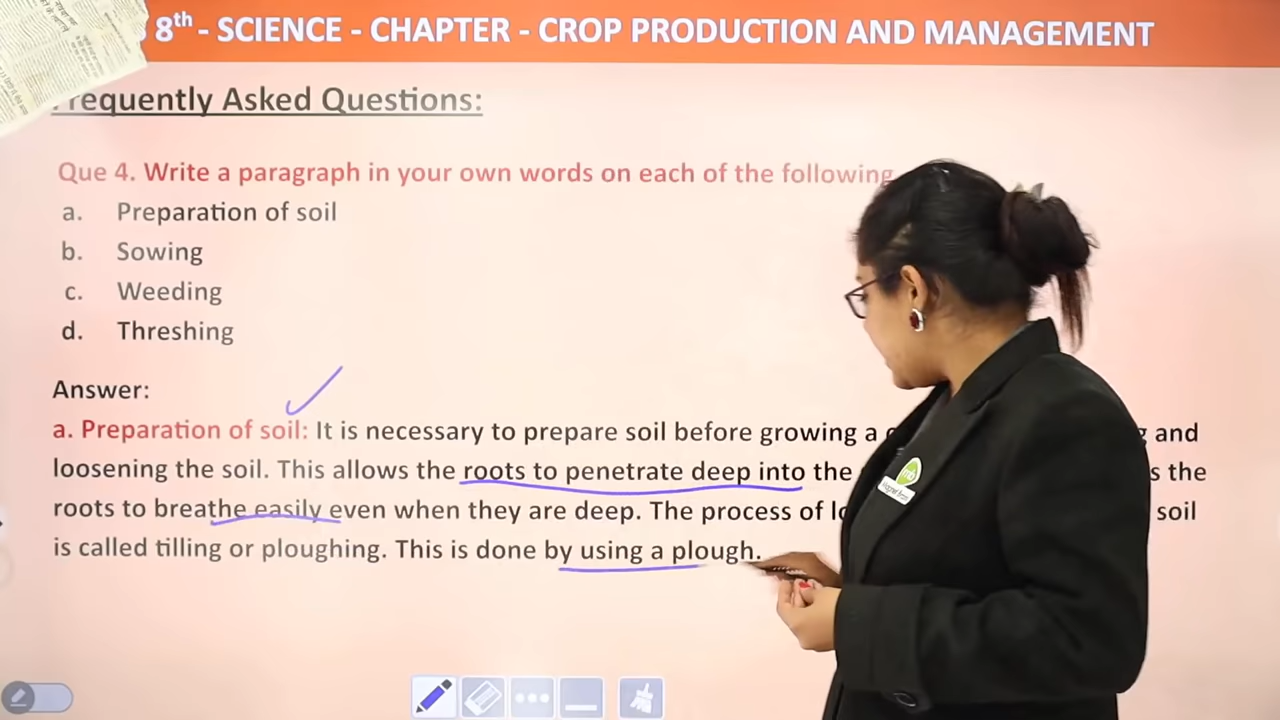 8th - SCIENCE - CHAPTER - CROP PRODUCTION AND MANAGEMENT
Frequently Asked Questions:
Que 4. Write a paragraph in your own words on each of the following
a. Preparation of soil
b. Sowing
c. Weeding
d. Threshing
Answer:
a. Preparation of soil: It is necessary to prepare soil before growing a and
loosening the soil. This allows the roots to penetrate deep into the the
roots to breathe easily even when they are deep. The process of soil
is called tilling or ploughing. This is done by using a plough.